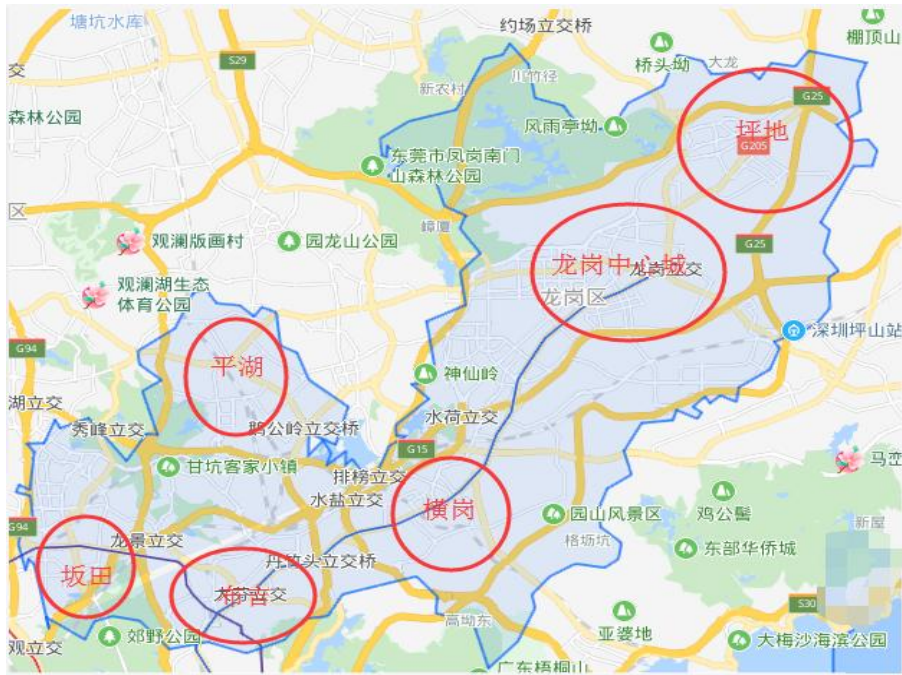 塘坑水库
约场立交桥
棚顶山
桥头坳
大龙
S29
交
新农村
川竹径
G25
森林公园
风雨亭坳
坪地
G205
东莞市凤岗南门
山森林公园
区
嶂厦
观澜版画村
园龙山公园
G25
龙岗中心城
龙岗立交
观澜湖生态
体育公园
龙岗区
深圳坪山站
G94
平湖
神仙岭
湖立交
水荷立交
秀峰立交
鹅公岭立交桥
G15
马峦
甘坑客家小镇
排榜立交
水盐立交
横岗
园山风景区
鸡公髻
新屋
G94
龙景立交
格坜坑
东部华侨城
丹竹头立交桥
坂田
布吉
S30
高坳东
郊野公园
亚婆地
大梅沙海滨公园
观立交
广东梧桐山